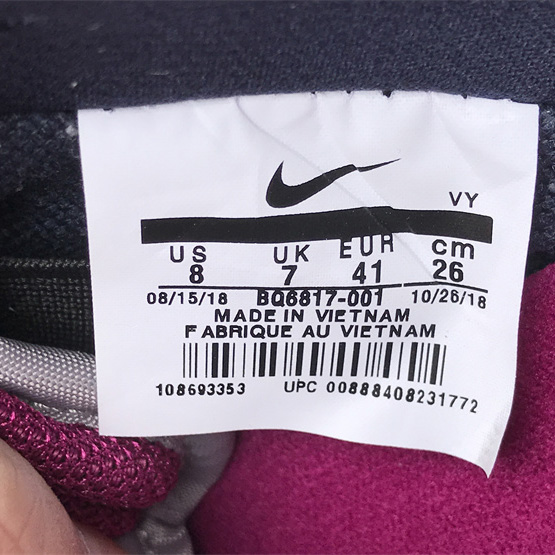 VY
US UK EUR cm
8 7 41 26
08/15/18 BQ6817-001 10/26/18
MADE IN VIETNAM
FABRIQUE AU VIETNAM
108693353 UPC 00888408231772